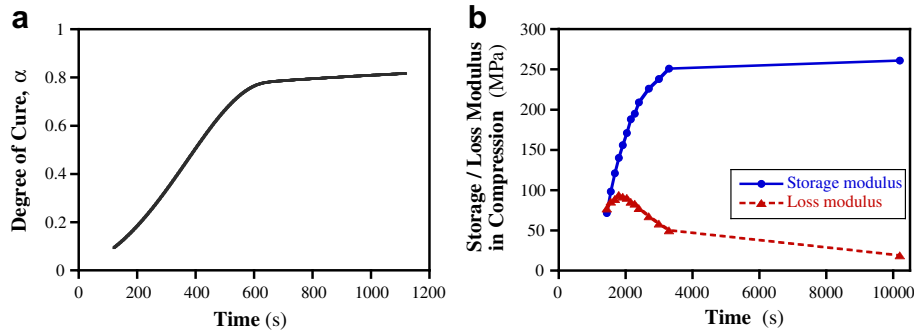 a
Degree of Cure, α
1
0.8
0.6
0.4
0.2
0
0 200 400 600 800 1000 1200
Time (s)
b
Storage / Loss Modulus
in Compression (MPa)
300
250
200
150
100
50
0
0 2000 4000 6000 8000 10000
Storage modulus
Loss modulus
Time (s)